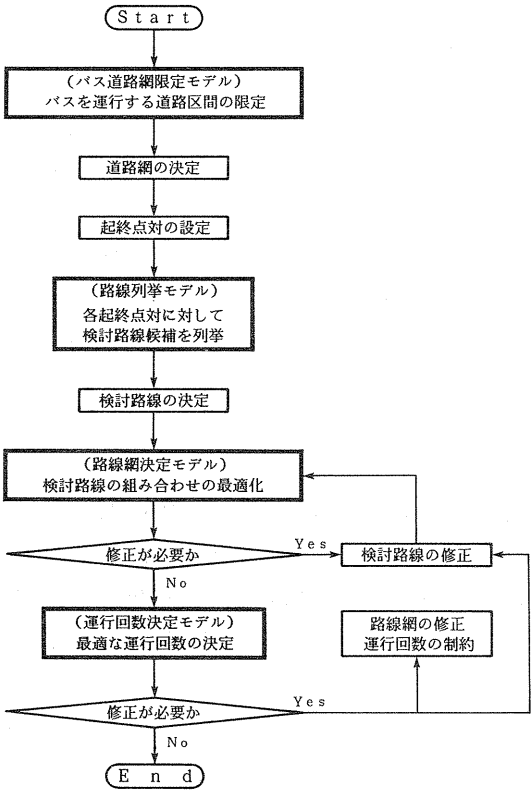 Start
(バス道路網限定モデル)
バスを運行する道路区間の限定
道路網の決定
起終点対の設定
(路線列挙モデル)
各起終点対に対して
検討路線候補を列挙
検討路線の決定
(路線網決定モデル)
検討路線の組み合わせの最適化
修正が必要か
Yes
検討路線の修正
No
(運行回数決定モデル)
最適な運行回数の決定
路線網の修正
運行回数の制約
修正が必要か
Yes
No
End